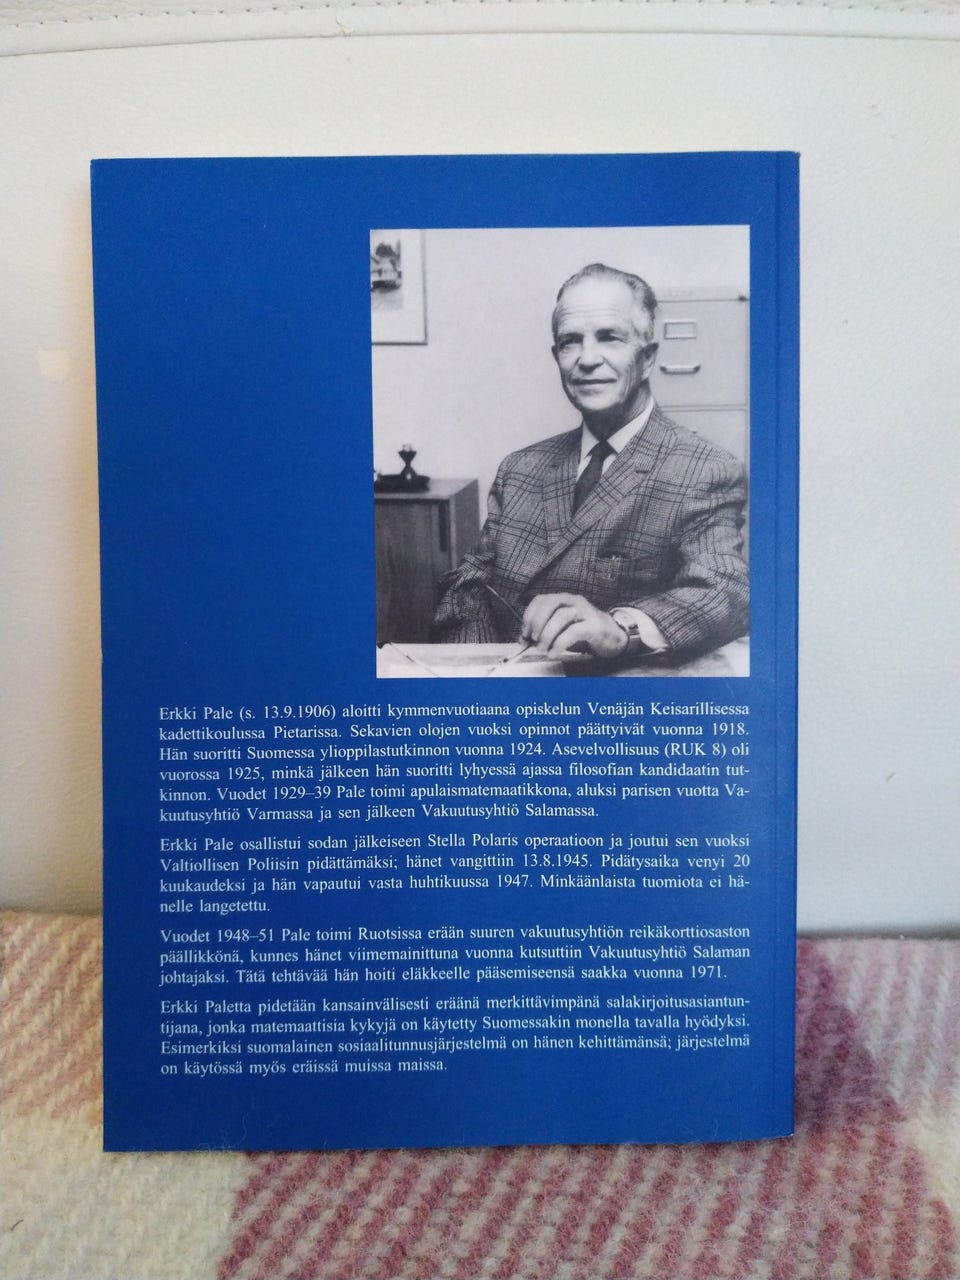 Erkki Pale (s. 13.9.1906) aloitti kymmenvuotiaana opiskelun Venäjän Keisarillisessa
kadettikoulussa Pietarissa. Sekavien olojen vuoksi opinnot päättyivät vuonna 1918.
Hän suoritti Suomessa ylioppilastutkinnon vuonna 1924. Asevelvollisuus (RUK 8) oli
vuorossa 1925, minkä jälkeen hän suoritti lyhyessä ajassa filosofian kandidaatin tut-
kinnon. Vuodet 1929–39 Pale toimi apulaismatemaatikkona, aluksi parisen vuotta Va-
kuutusyhtiö Varmassa ja sen jälkeen Vakuutusyhtiö Salamassa.
Erkki Pale osallistui sodan jälkeiseen Stella Polaris operaatioon ja joutui sen vuoksi
Valtiollisen Poliisin pidättämäksi; hänet vangittiin 13.8.1945. Pidätysaika venyi 20
kuukaudeksi ja hän vapautui vasta huhtikuussa 1947. Minkäänlaista tuomiota ei hä-
nelle langetettu.
Vuodet 1948–51 Pale toimi Ruotsissa erään suuren vakuutusyhtiön reikäkorttiosaston
päällikkönä, kunnes hänet viimemainittuna vuonna kutsuttiin Vakuutusyhtiö Salaman
johtajaksi. Tätä tehtävää hän hoiti eläkkeelle pääsemiseensä saakka vuonna 1971.
Erkki Paletta pidetään kansainvälisesti eräänä merkittävimpänä salakirjoitusasiantun-
tijana, jonka matemaattisia kykyjä on käytetty Suomessakin monella tavalla hyödyksi.
Esimerkiksi suomalainen sosiaalitunnusjärjestelmä on hänen kehittämänsä; järjestelmä
on käytössä myös eräissä muissa maissa.